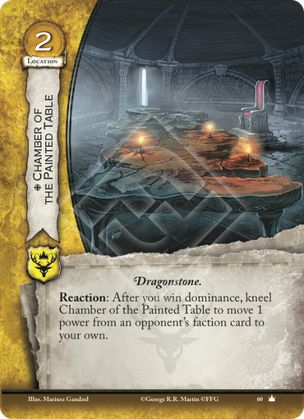 2
Location
Chamber of
the Painted Table
Dragonstone.
Reaction: After you win dominance, kneel
Chamber of the Painted Table to move 1
power from an opponent's faction card to
your own.
Illus. Mariusz Gandzel ©George R.R. Martin ©FFG 60